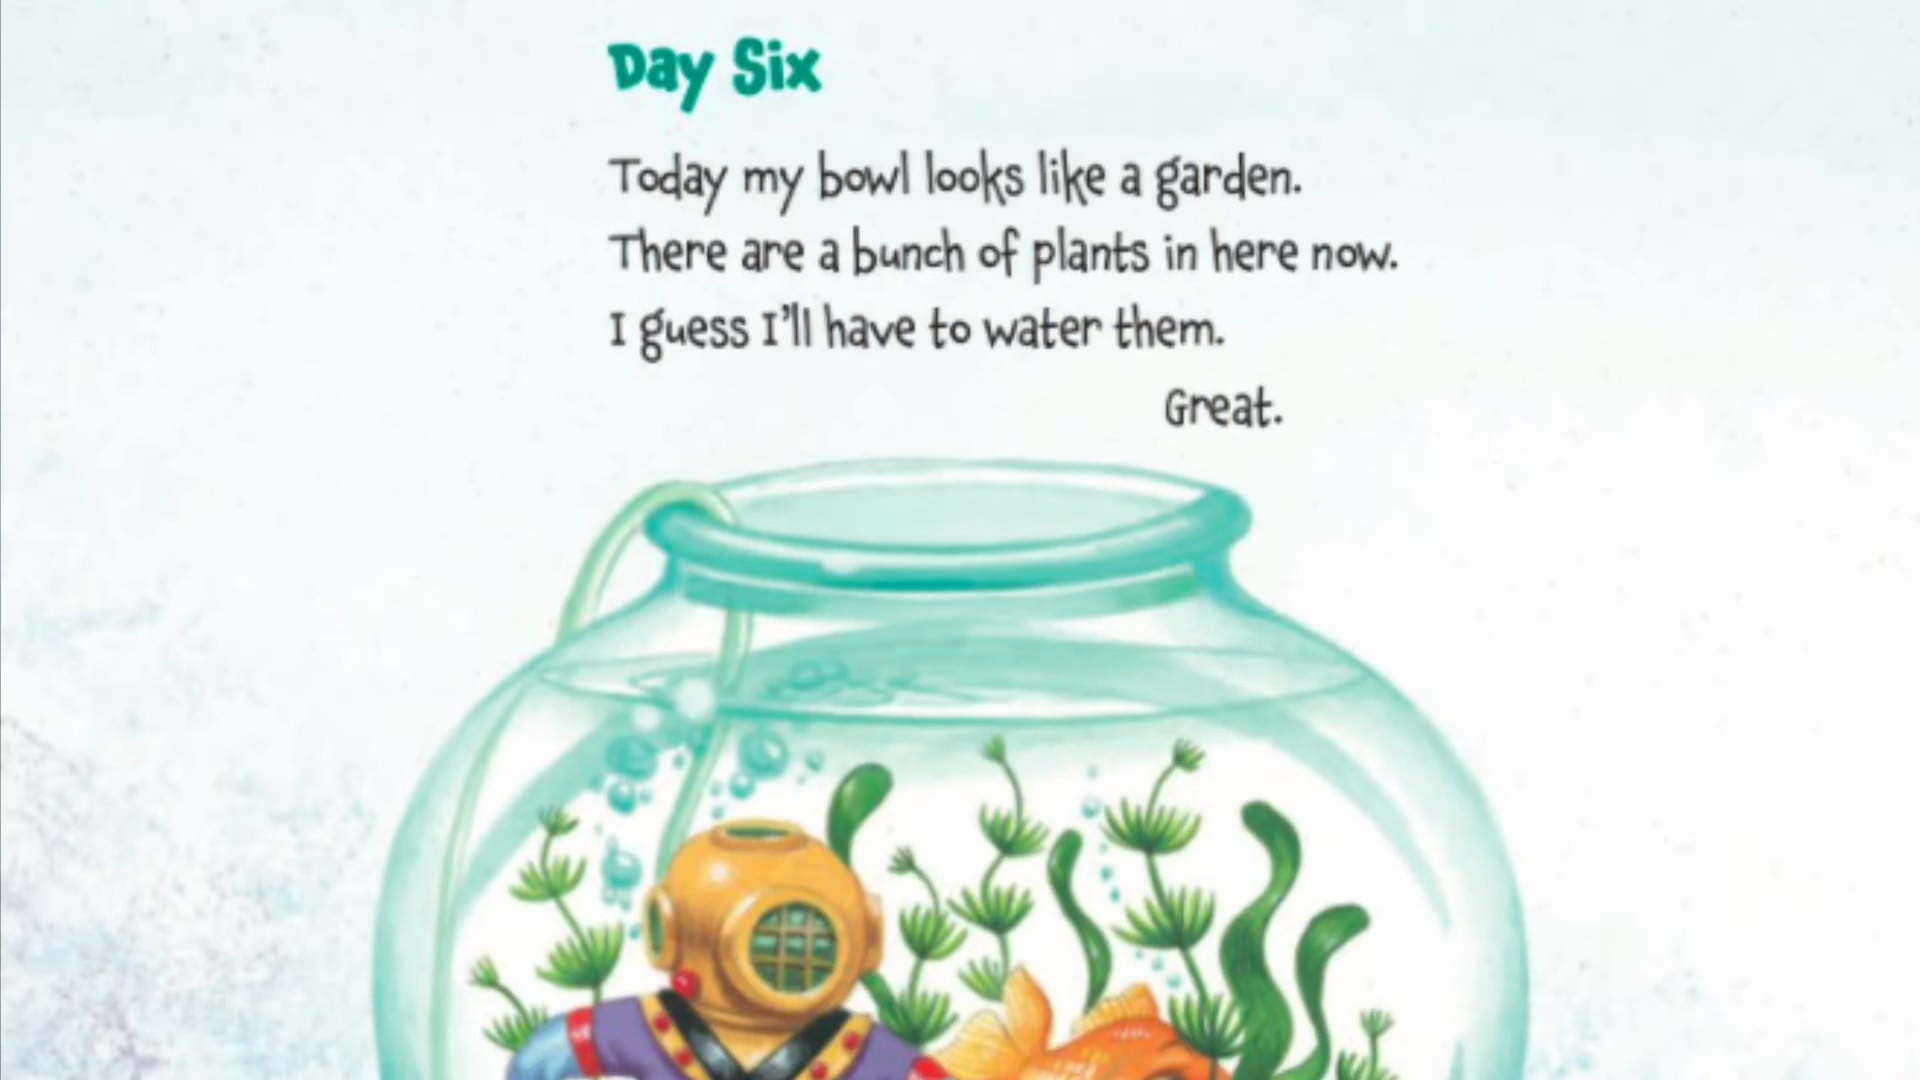 Day Six
Today my bowl looks like a garden.
There are a bunch of plants in here now.
I guess I'll have to water them.
Great.